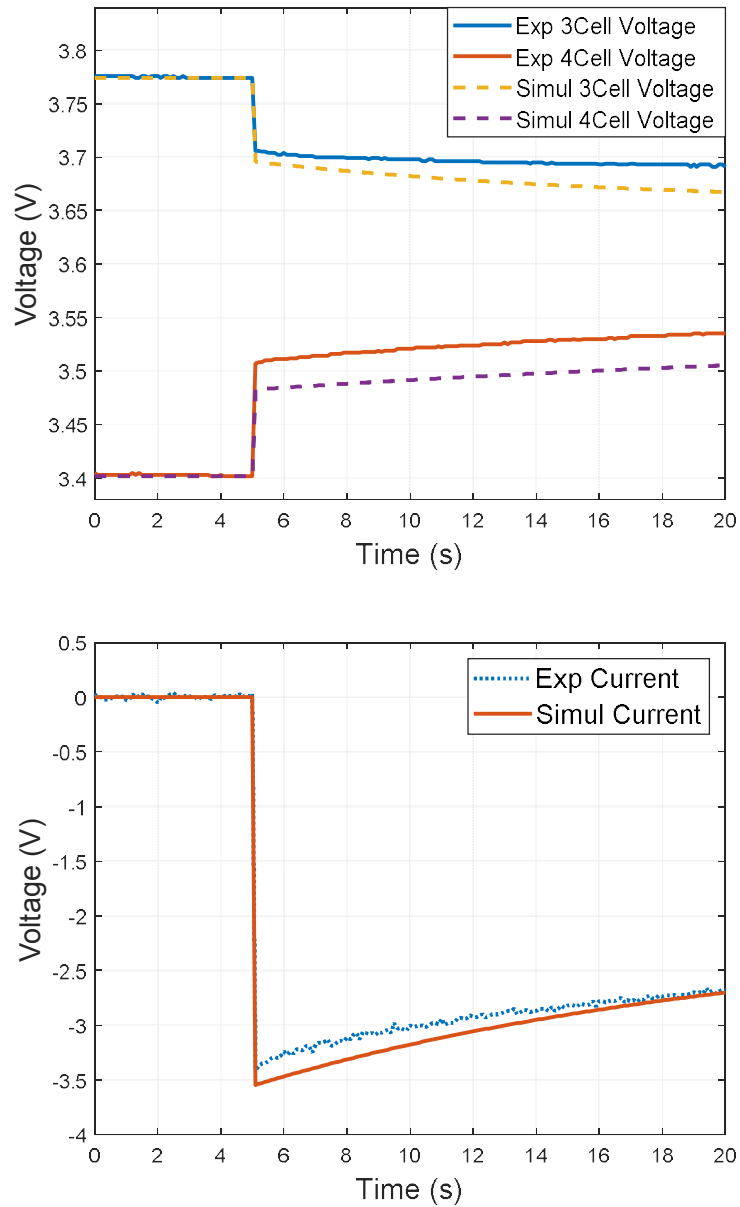 Exp 3Cell Voltage
Exp 4Cell Voltage
Simul 3Cell Voltage
Simul 4Cell Voltage
3.8
3.75
3.7
3.65
3.6
3.55
3.5
3.45
3.4
Voltage (V)
0 2 4 6 8 10 12 14 16 18 20
Time (s)
Exp Current
Simul Current
0.5
0
-0.5
-1
-1.5
-2
-2.5
-3
-3.5
-4
Voltage (V)
0 2 4 6 8 10 12 14 16 18 20
Time (s)